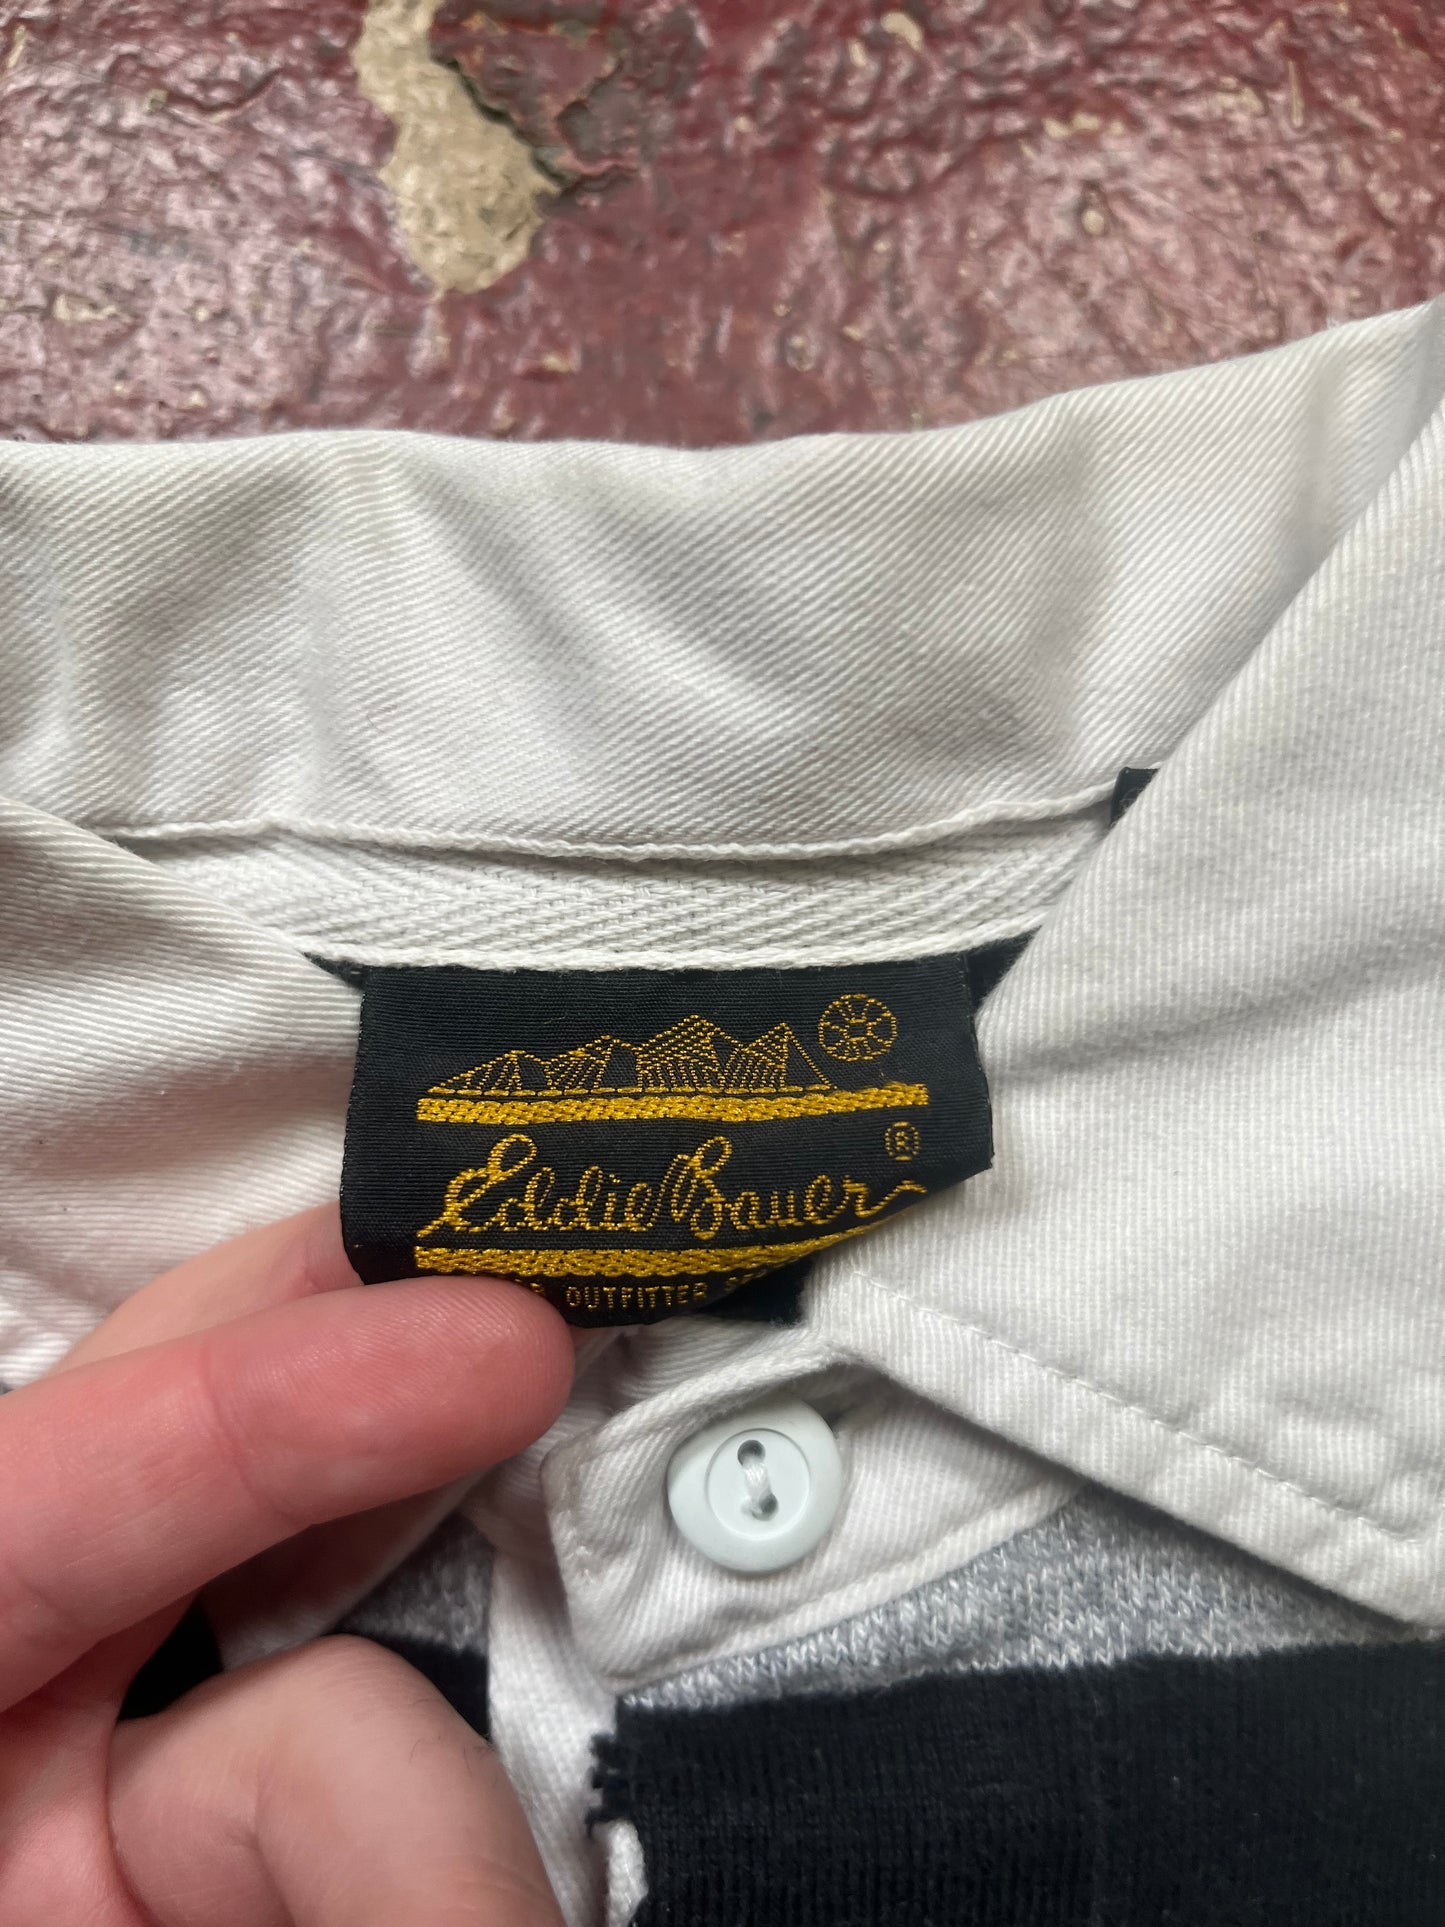 ®
Eddie Bauer
OUTFITTER